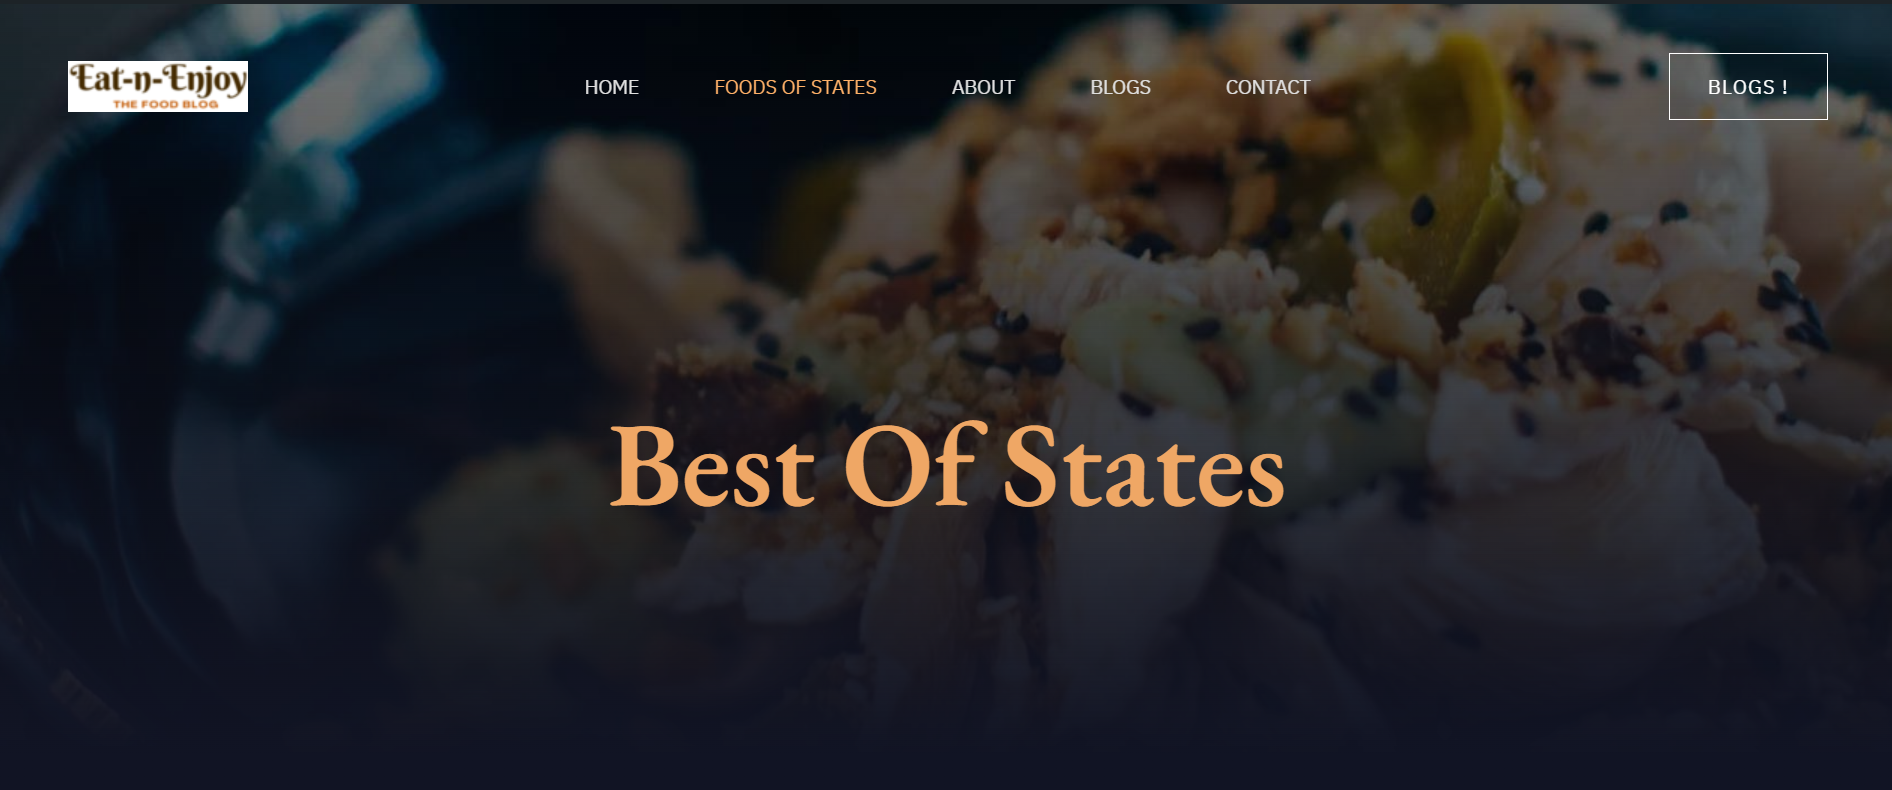 Eat-n-Enjoy
THE FOOD BLOG
HOME FOODS OF STATES ABOUT BLOGS CONTACT
BLOGS !
Best Of States